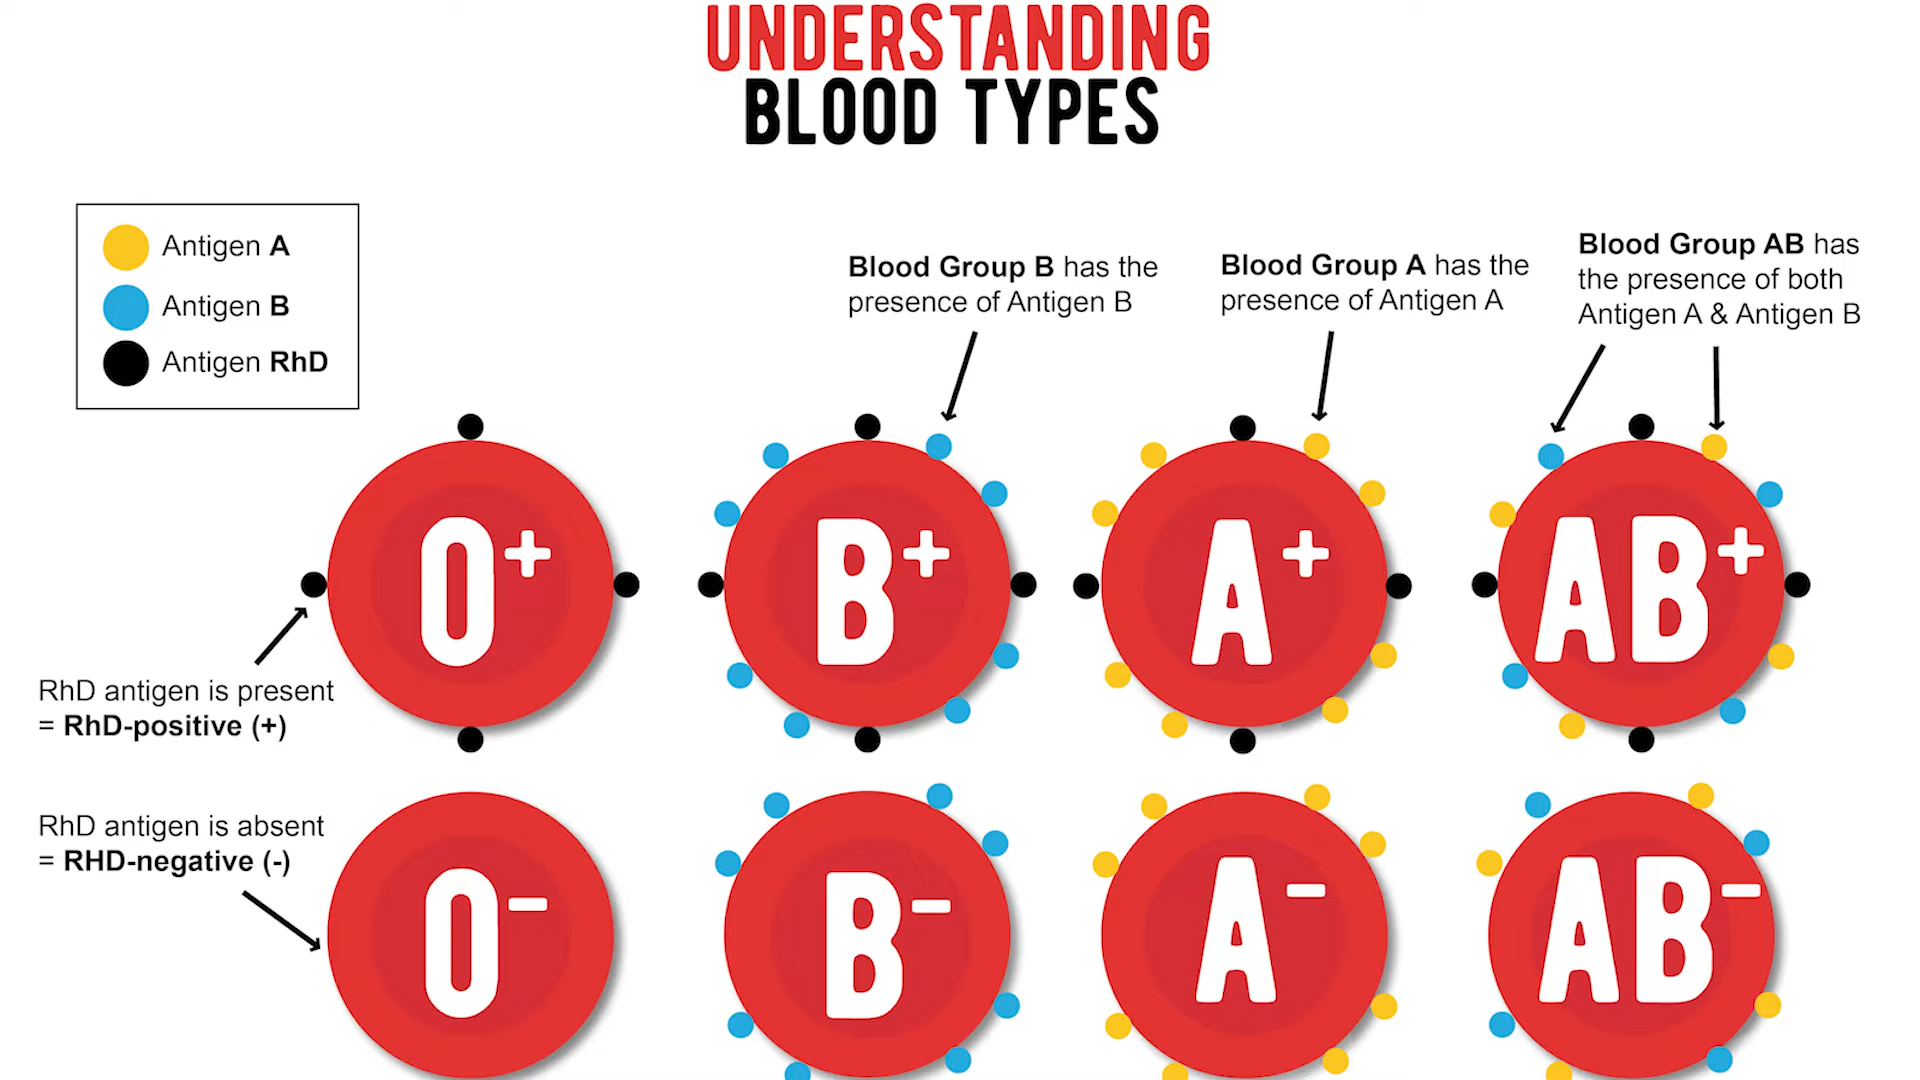 UNDERSTANDING
BLOOD TYPES
Antigen A
Antigen B
Antigen RhD
Blood Group B has the
presence of Antigen B
Blood Group A has the
presence of Antigen A
Blood Group AB has
the presence of both
Antigen A & Antigen B
O+
B+
A+
AB+
RhD antigen is present
= RhD-positive (+)
RhD antigen is absent
= RHD-negative (-)
O-
B-
A-
AB-